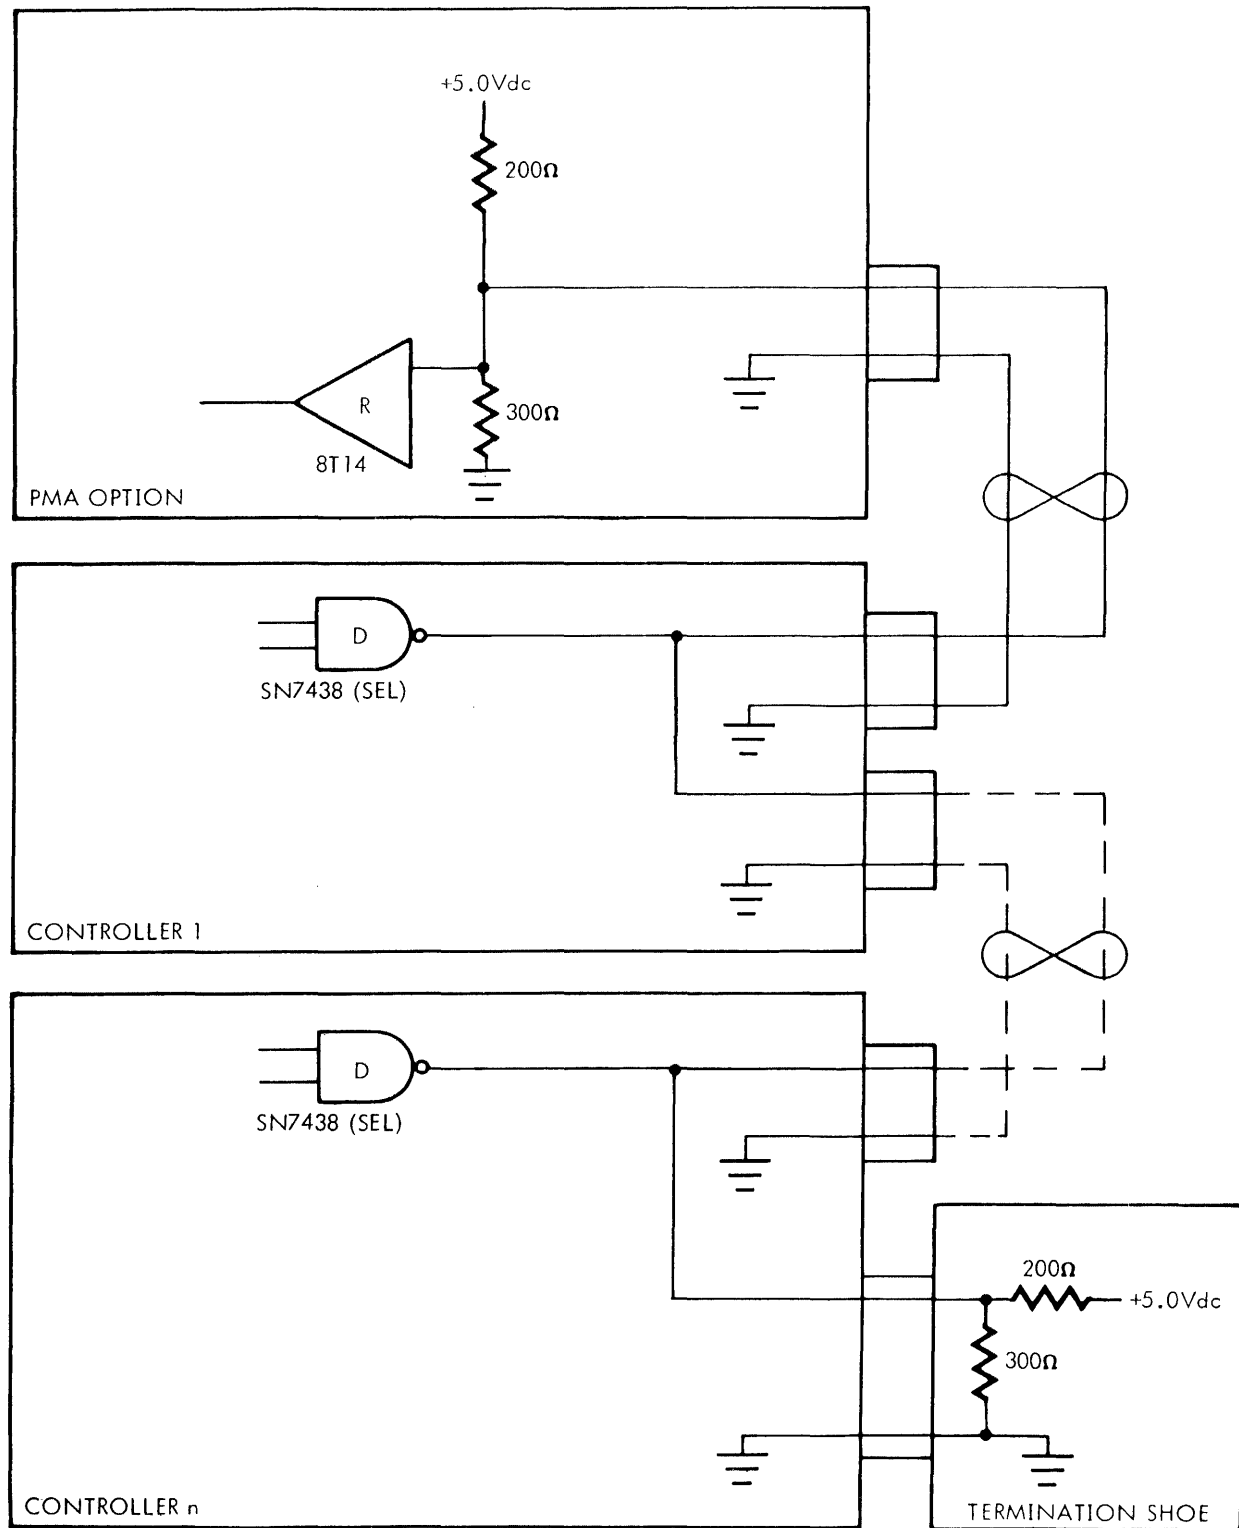 +5.0Vdc
200Ω
R
300Ω
8T14
PMA OPTION
D
SN7438 (SEL)
CONTROLLER 1
D
SN7438 (SEL)
200Ω
+5.0Vdc
300Ω
CONTROLLER n
TERMINATION SHOE